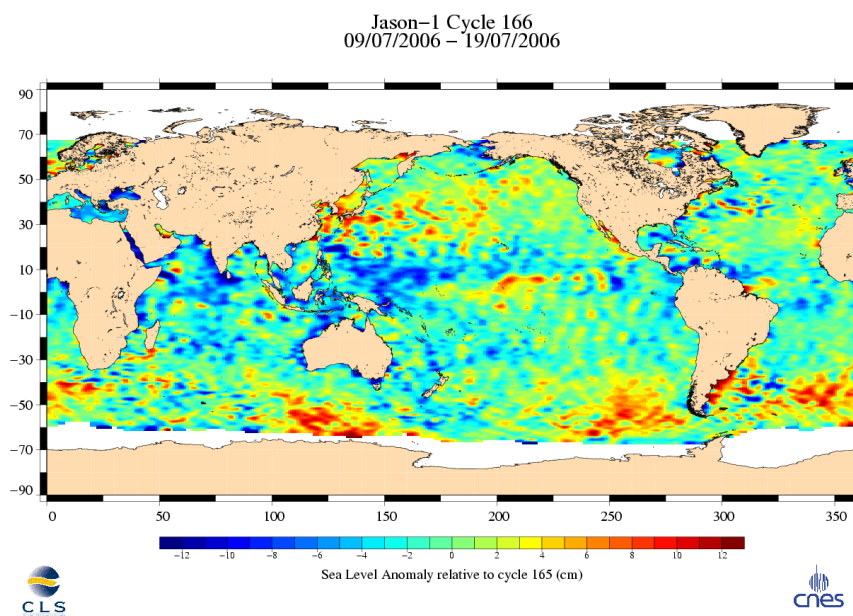 Jason−1 Cycle 166
09/07/2006 − 19/07/2006
90
70
50
30
10
−10
−30
−50
−70
−90
0 50 100 150 200 250 300 350
−12 −10 −8 −6 −4 −2 0 2 4 6 8 10 12
Sea Level Anomaly relative to cycle 165 (cm)
CLS
cnes